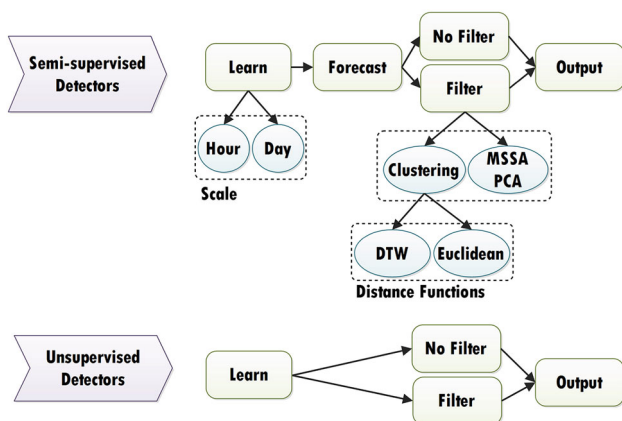 Semi-supervised
Detectors
Learn
Forecast
No Filter
Filter
Output
Hour
Day
Scale
Clustering
MSSA
PCA
DTW
Euclidean
Distance Functions
Unsupervised
Detectors
Learn
No Filter
Filter
Output